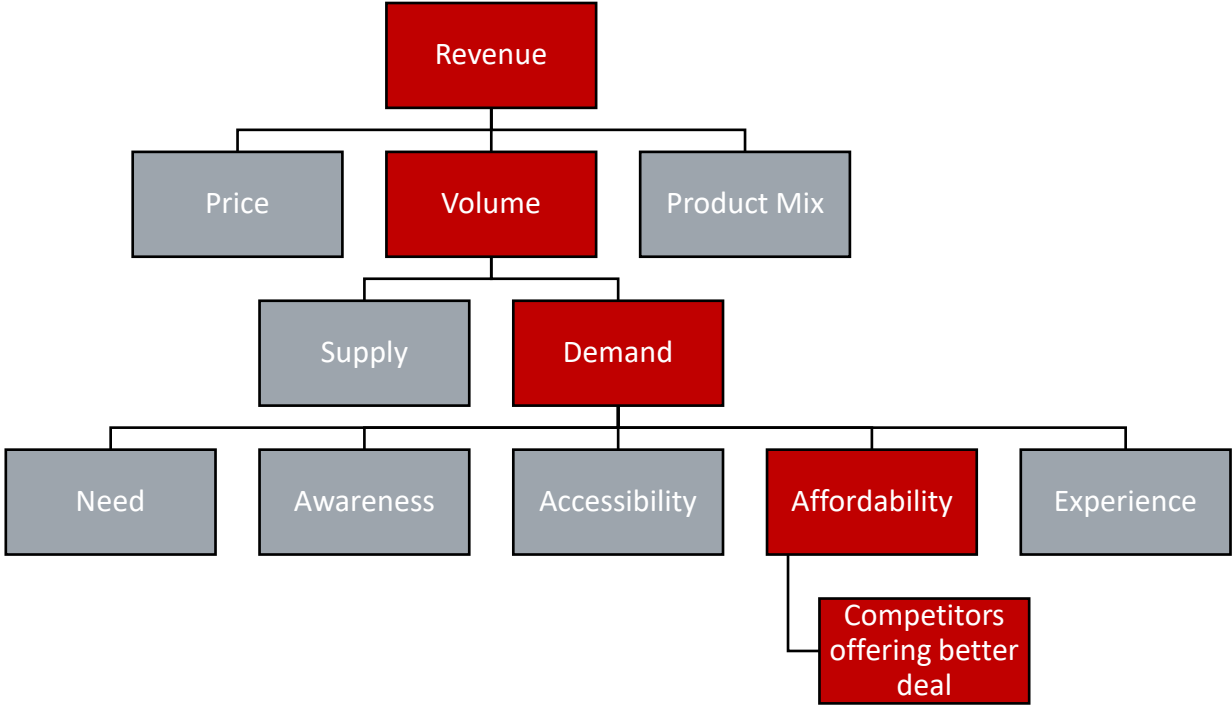 Revenue
Price
Volume
Product Mix
Supply
Demand
Need
Awareness
Accessibility
Affordability
Experience
Competitors
offering better
deal